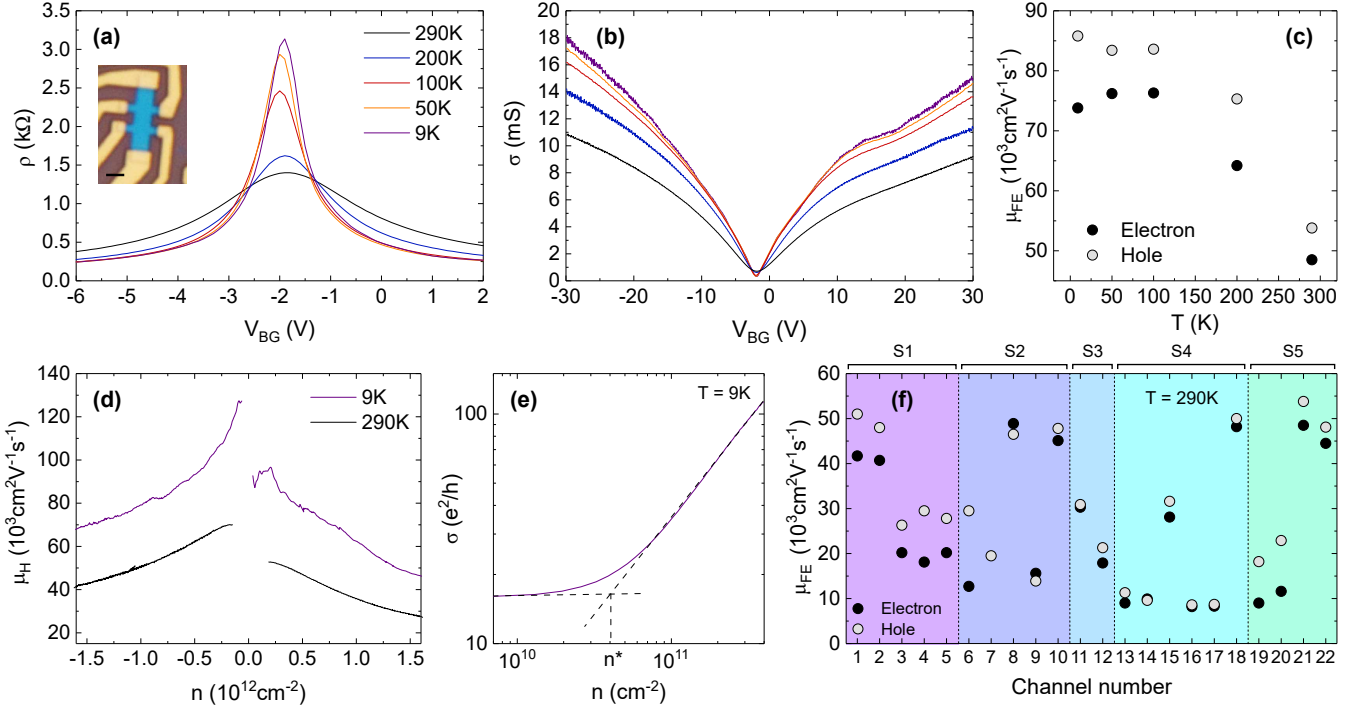 (a)
290K
200K
100K
50K
9K
ρ (kΩ)
3.5
3.0
2.5
2.0
1.5
1.0
0.5
0.0
-6 -5 -4 -3 -2 -1 0 1 2
V_BG (V)
(b)
σ (mS)
20
18
16
14
12
10
8
6
4
2
0
-30 -20 -10 0 10 20 30
V_BG (V)
(c)
μ_FE (10³cm²V⁻¹s⁻¹)
90
80
70
60
50
Electron
Hole
0 50 100 150 200 250 300
T (K)
(d)
9K
290K
μ_H (10³cm²V⁻¹s⁻¹)
140
120
100
80
60
40
20
-1.5 -1.0 -0.5 0.0 0.5 1.0 1.5
n (10¹²cm⁻²)
(e)
T = 9K
σ (e²/h)
100
10
10¹⁰ n* 10¹¹
n (cm⁻²)
S1 S2 S3 S4 S5
(f)
T = 290K
μ_FE (10³cm²V⁻¹s⁻¹)
60
50
40
30
20
10
0
Electron
Hole
1 2 3 4 5 6 7 8 9 10 11 12 13 14 15 16 17 18 19 20 21 22
Channel number